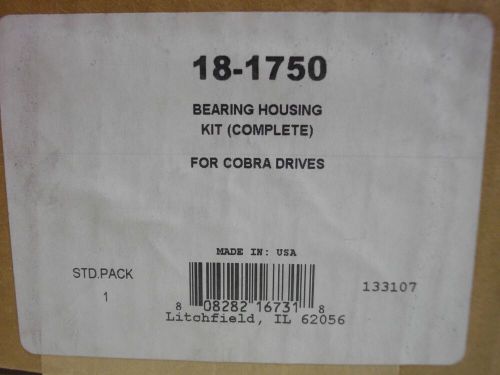 18-1750
BEARING HOUSING
KIT (COMPLETE)
FOR COBRA DRIVES
MADE IN: USA
STD.PACK
1
133107
8 08282 16731 8
Litchfield, IL 62056